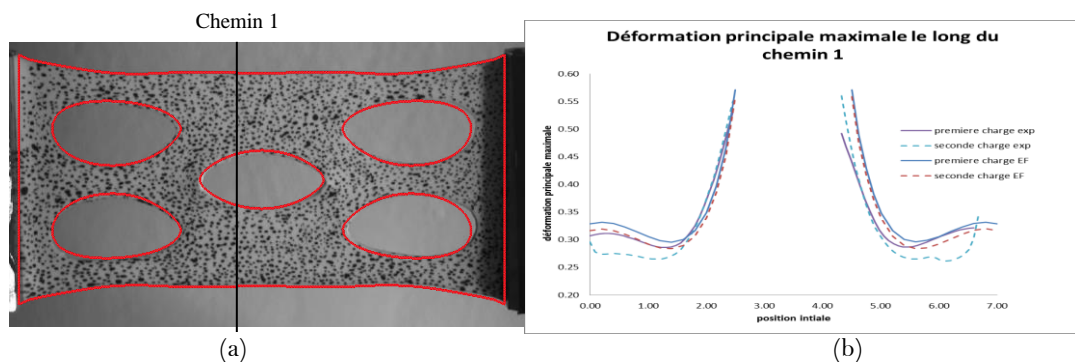 Chemin 1
Déformation principale maximale le long du
chemin 1
0.60
0.55
0.50
0.45
0.40
0.35
0.30
0.25
0.20
déformation principale maximale
0.00
1.00
2.00
3.00
4.00
5.00
6.00
7.00
position intiale
premiere charge exp
seconde charge exp
premiere charge EF
seconde charge EF
(a)
(b)